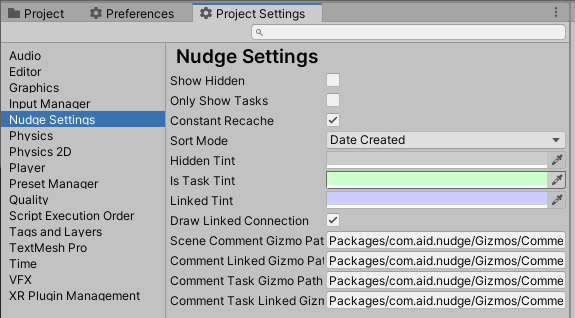 Project Preferences Project Settings
Nudge Settings
Audio
Editor
Graphics
Input Manager
Nudge Settings
Physics
Physics 2D
Player
Preset Manager
Quality
Script Execution Order
Tags and Layers
TextMesh Pro
Time
VFX
XR Plugin Management
Show Hidden
Only Show Tasks
Constant Recache
Sort Mode Date Created
Hidden Tint
Is Task Tint
Linked Tint
Draw Linked Connection
Scene Comment Gizmo Pat Packages/com.aid.nudge/Gizmos/Comme
Comment Linked Gizmo Pat Packages/com.aid.nudge/Gizmos/Comme
Comment Task Gizmo Path Packages/com.aid.nudge/Gizmos/Comme
Comment Task Linked Gizm Packages/com.aid.nudge/Gizmos/Comme